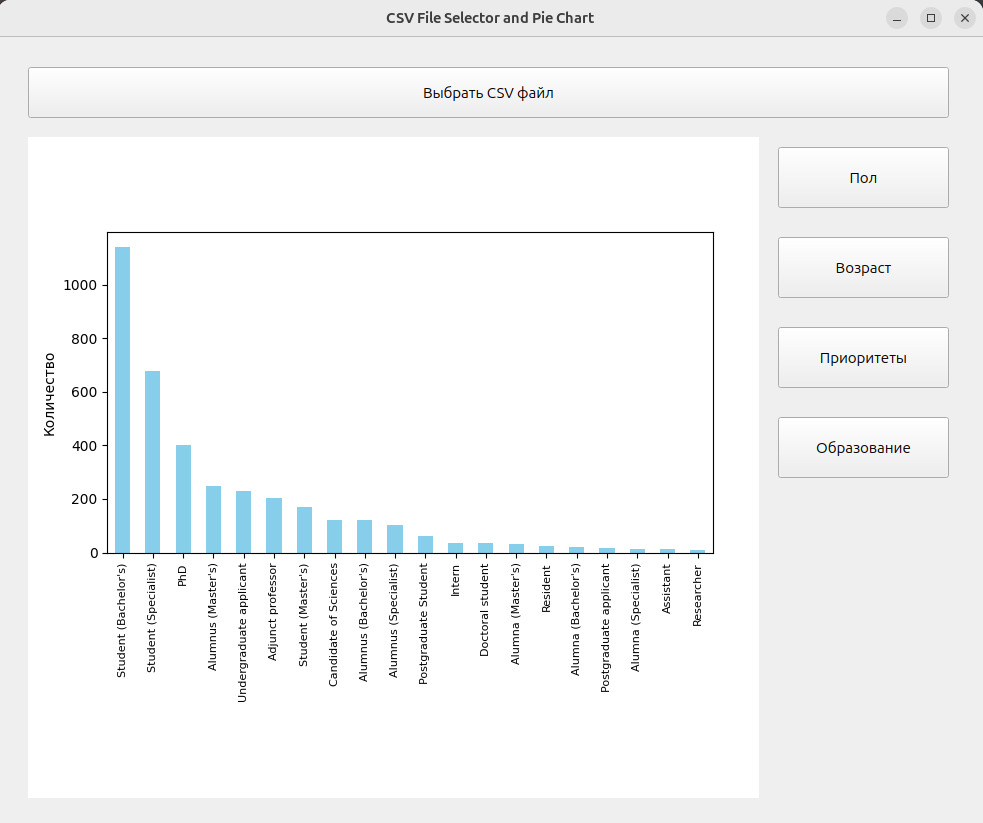 CSV File Selector and Pie Chart
Выбрать CSV файл
Пол
Возраст
Приоритеты
Образование
Количество
1000
800
600
400
200
0
Student (Bachelor's)
Student (Specialist)
PhD
Alumnus (Master's)
Undergraduate applicant
Adjunct professor
Student (Master's)
Candidate of Sciences
Alumnus (Bachelor's)
Alumnus (Specialist)
Postgraduate Student
Intern
Doctoral student
Alumna (Master's)
Resident
Alumna (Bachelor's)
Postgraduate applicant
Alumna (Specialist)
Assistant
Researcher